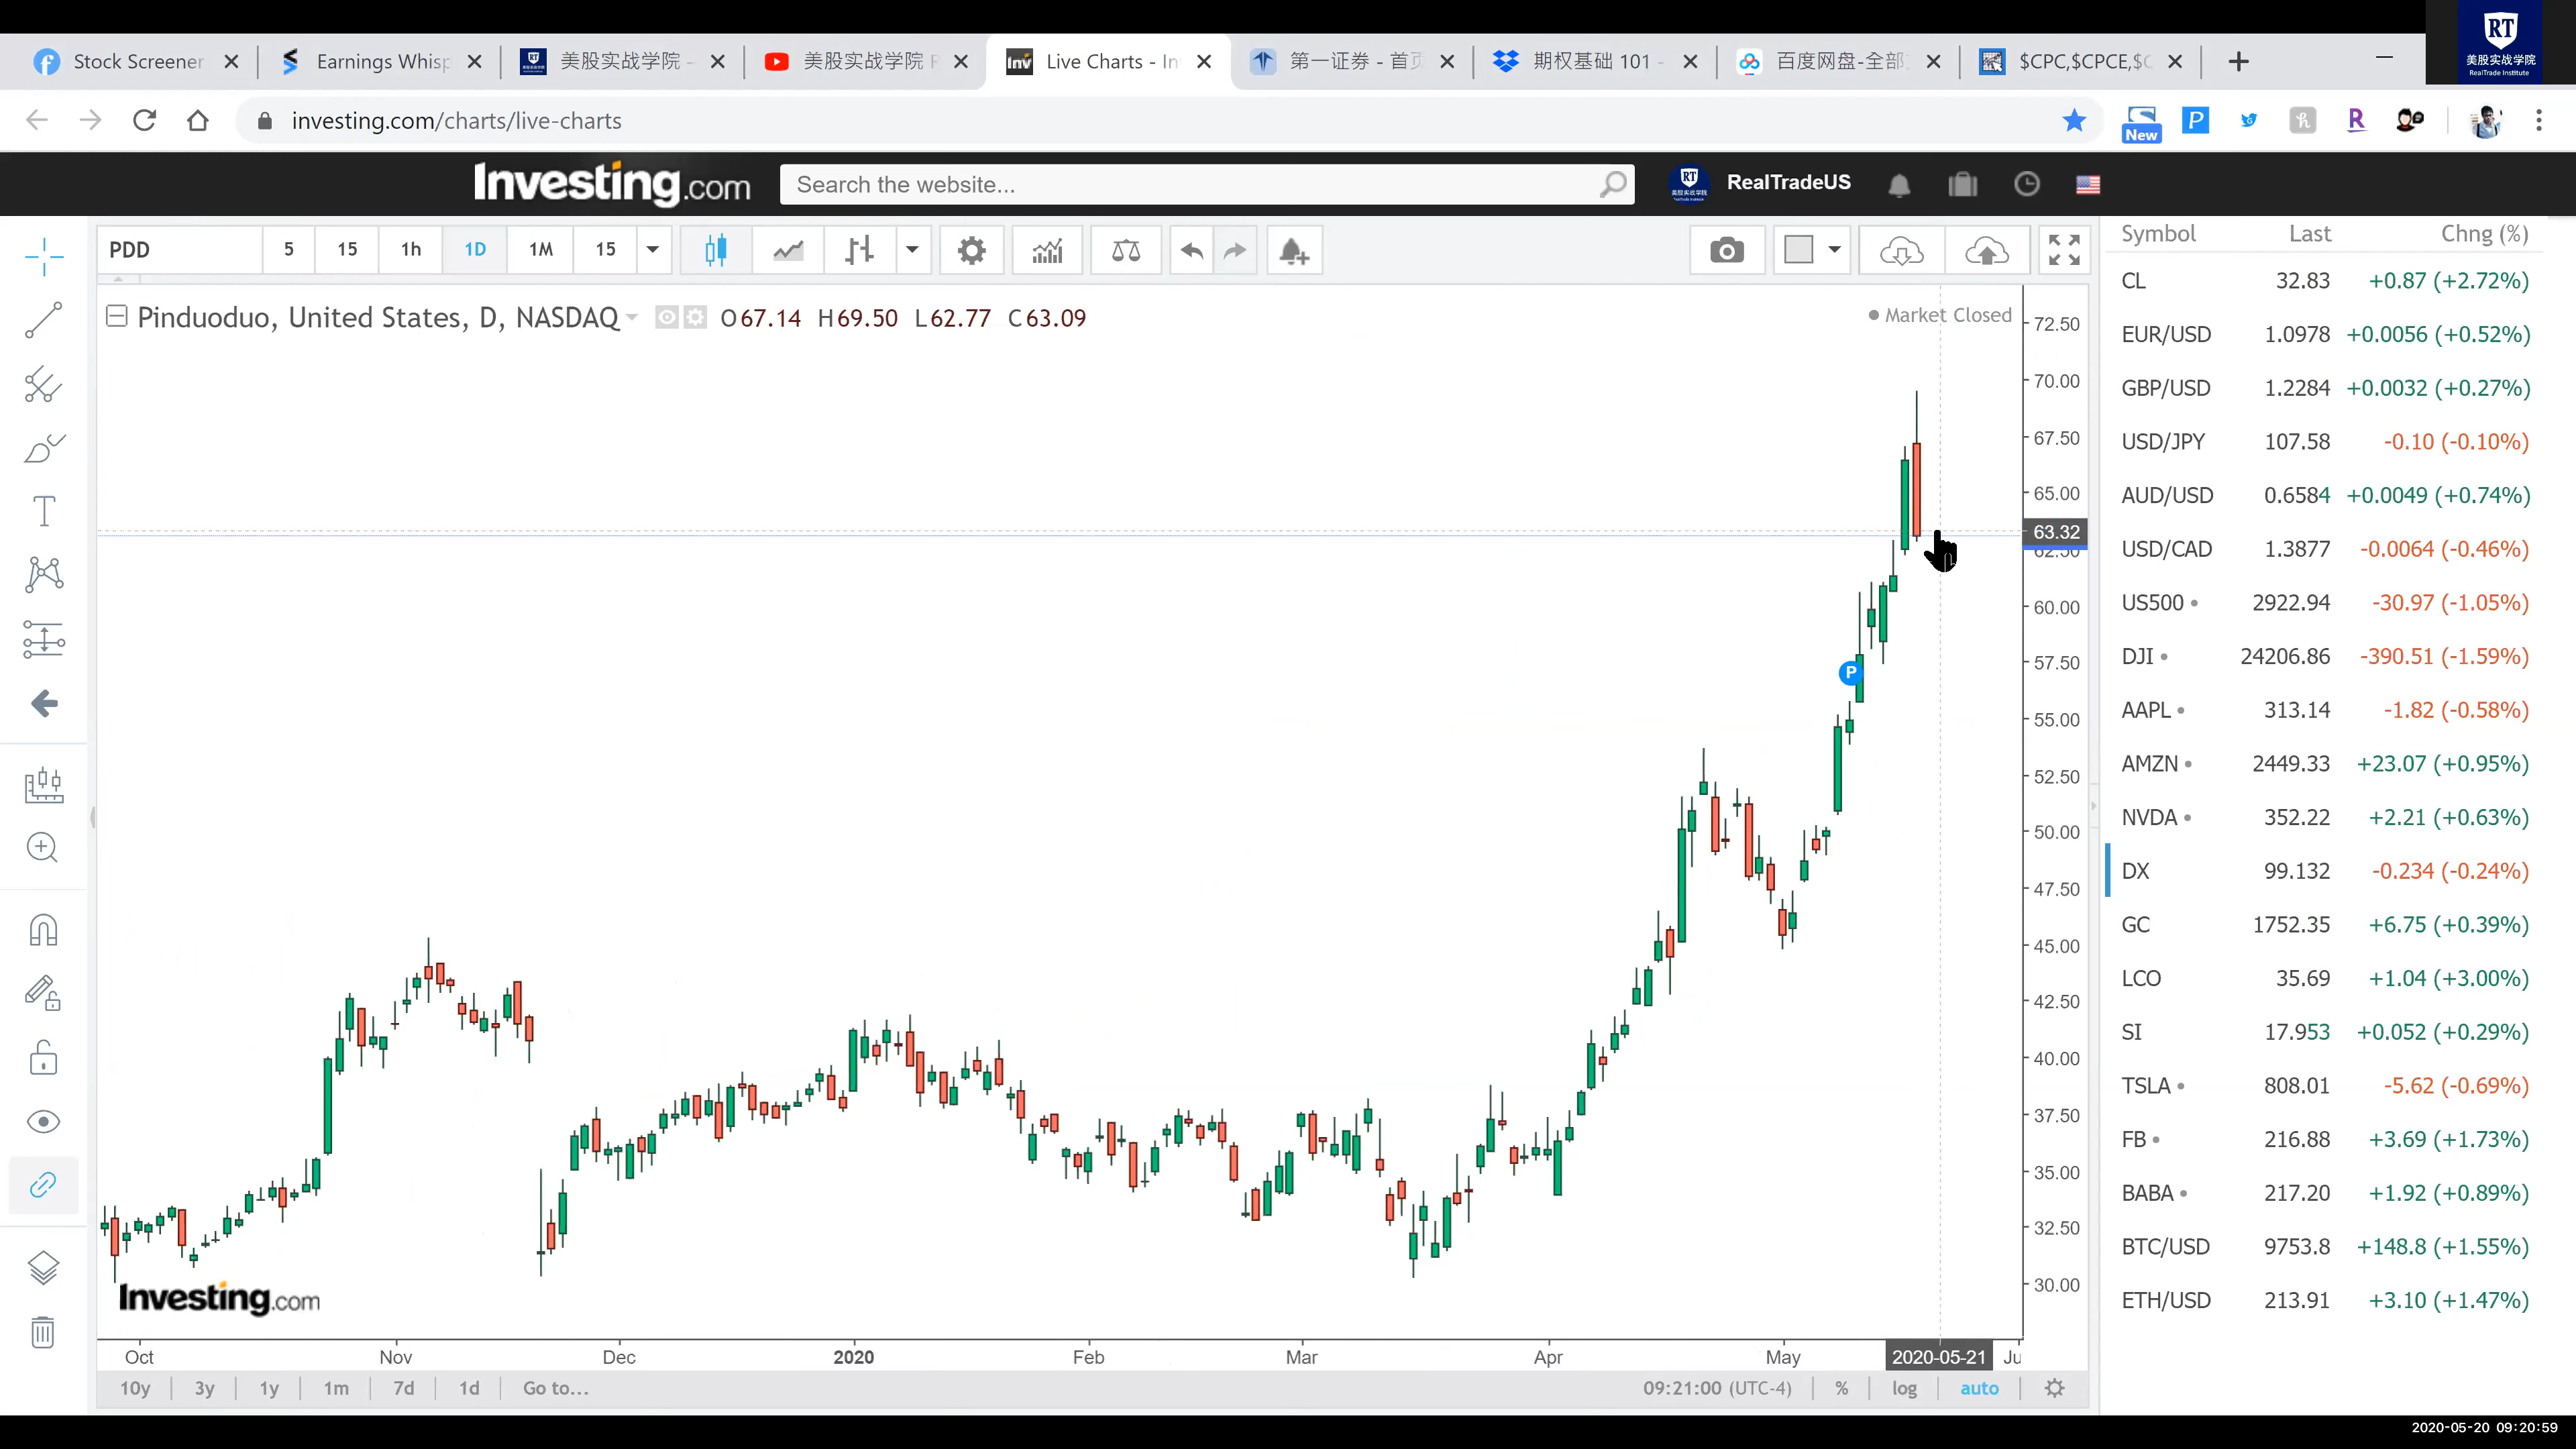 RT
美股实战学院
RealTrade Institute
Stock Screener
Earnings Whisp
美股实战学院 -
美股实战学院 R
Live Charts - In
第一证券 - 首页
期权基础 101 -
百度网盘-全部
$CPC,$CPCE,$C
investing.com/charts/live-charts
New
Investing.com
Search the website...
RT
RealTradeUS
PDD
5
15
1h
1D
1M
15
Symbol Last Chng (%)
Pinduoduo, United States, D, NASDAQ O67.14 H69.50 L62.77 C63.09
Market Closed
72.50
70.00
67.50
65.00
63.32
62.50
60.00
57.50
55.00
52.50
50.00
47.50
45.00
42.50
40.00
37.50
35.00
32.50
30.00
P
CL 32.83 +0.87 (+2.72%)
EUR/USD 1.0978 +0.0056 (+0.52%)
GBP/USD 1.2284 +0.0032 (+0.27%)
USD/JPY 107.58 -0.10 (-0.10%)
AUD/USD 0.6584 +0.0049 (+0.74%)
USD/CAD 1.3877 -0.0064 (-0.46%)
US500 2922.94 -30.97 (-1.05%)
DJI 24206.86 -390.51 (-1.59%)
AAPL 313.14 -1.82 (-0.58%)
AMZN 2449.33 +23.07 (+0.95%)
NVDA 352.22 +2.21 (+0.63%)
DX 99.132 -0.234 (-0.24%)
GC 1752.35 +6.75 (+0.39%)
LCO 35.69 +1.04 (+3.00%)
SI 17.953 +0.052 (+0.29%)
TSLA 808.01 -5.62 (-0.69%)
FB 216.88 +3.69 (+1.73%)
BABA 217.20 +1.92 (+0.89%)
BTC/USD 9753.8 +148.8 (+1.55%)
ETH/USD 213.91 +3.10 (+1.47%)
Investing.com
Oct Nov Dec 2020 Feb Mar Apr May 2020-05-21 Ju
10y 3y 1y 1m 7d 1d Go to... 09:21:00 (UTC-4) % log auto
2020-05-20 09:20:59